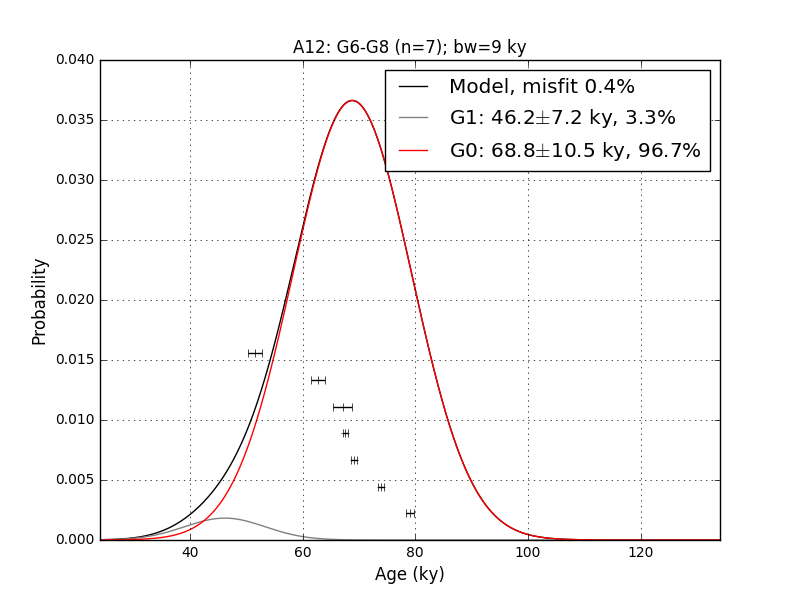 A12: G6-G8 (n=7); bw=9 ky
Model, misfit 0.4%
G1: 46.2±7.2 ky, 3.3%
G0: 68.8±10.5 ky, 96.7%
Probability
0.040
0.035
0.030
0.025
0.020
0.015
0.010
0.005
0.000
40 60 80 100 120
Age (ky)